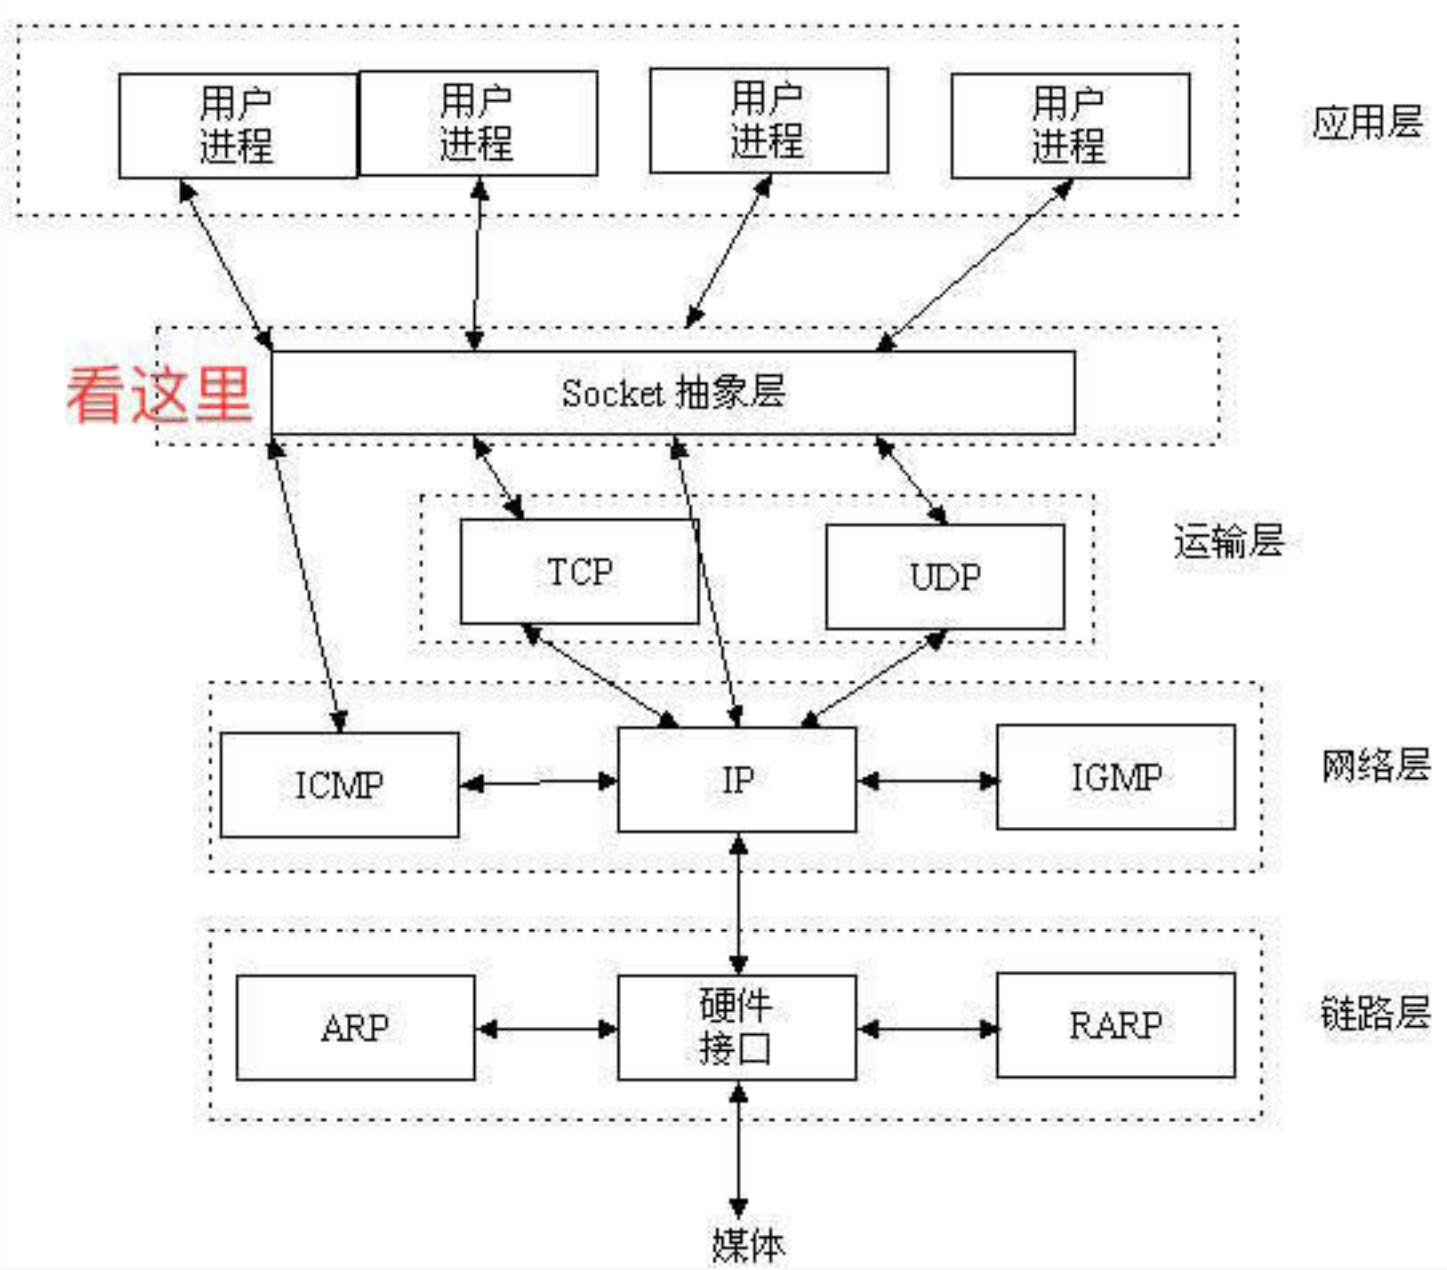 用户
进程
用户
进程
用户
进程
用户
进程
应用层
看这里
Socket 抽象层
TCP
UDP
运输层
ICMP
IP
IGMP
网络层
ARP
硬件
接口
RARP
链路层
媒体